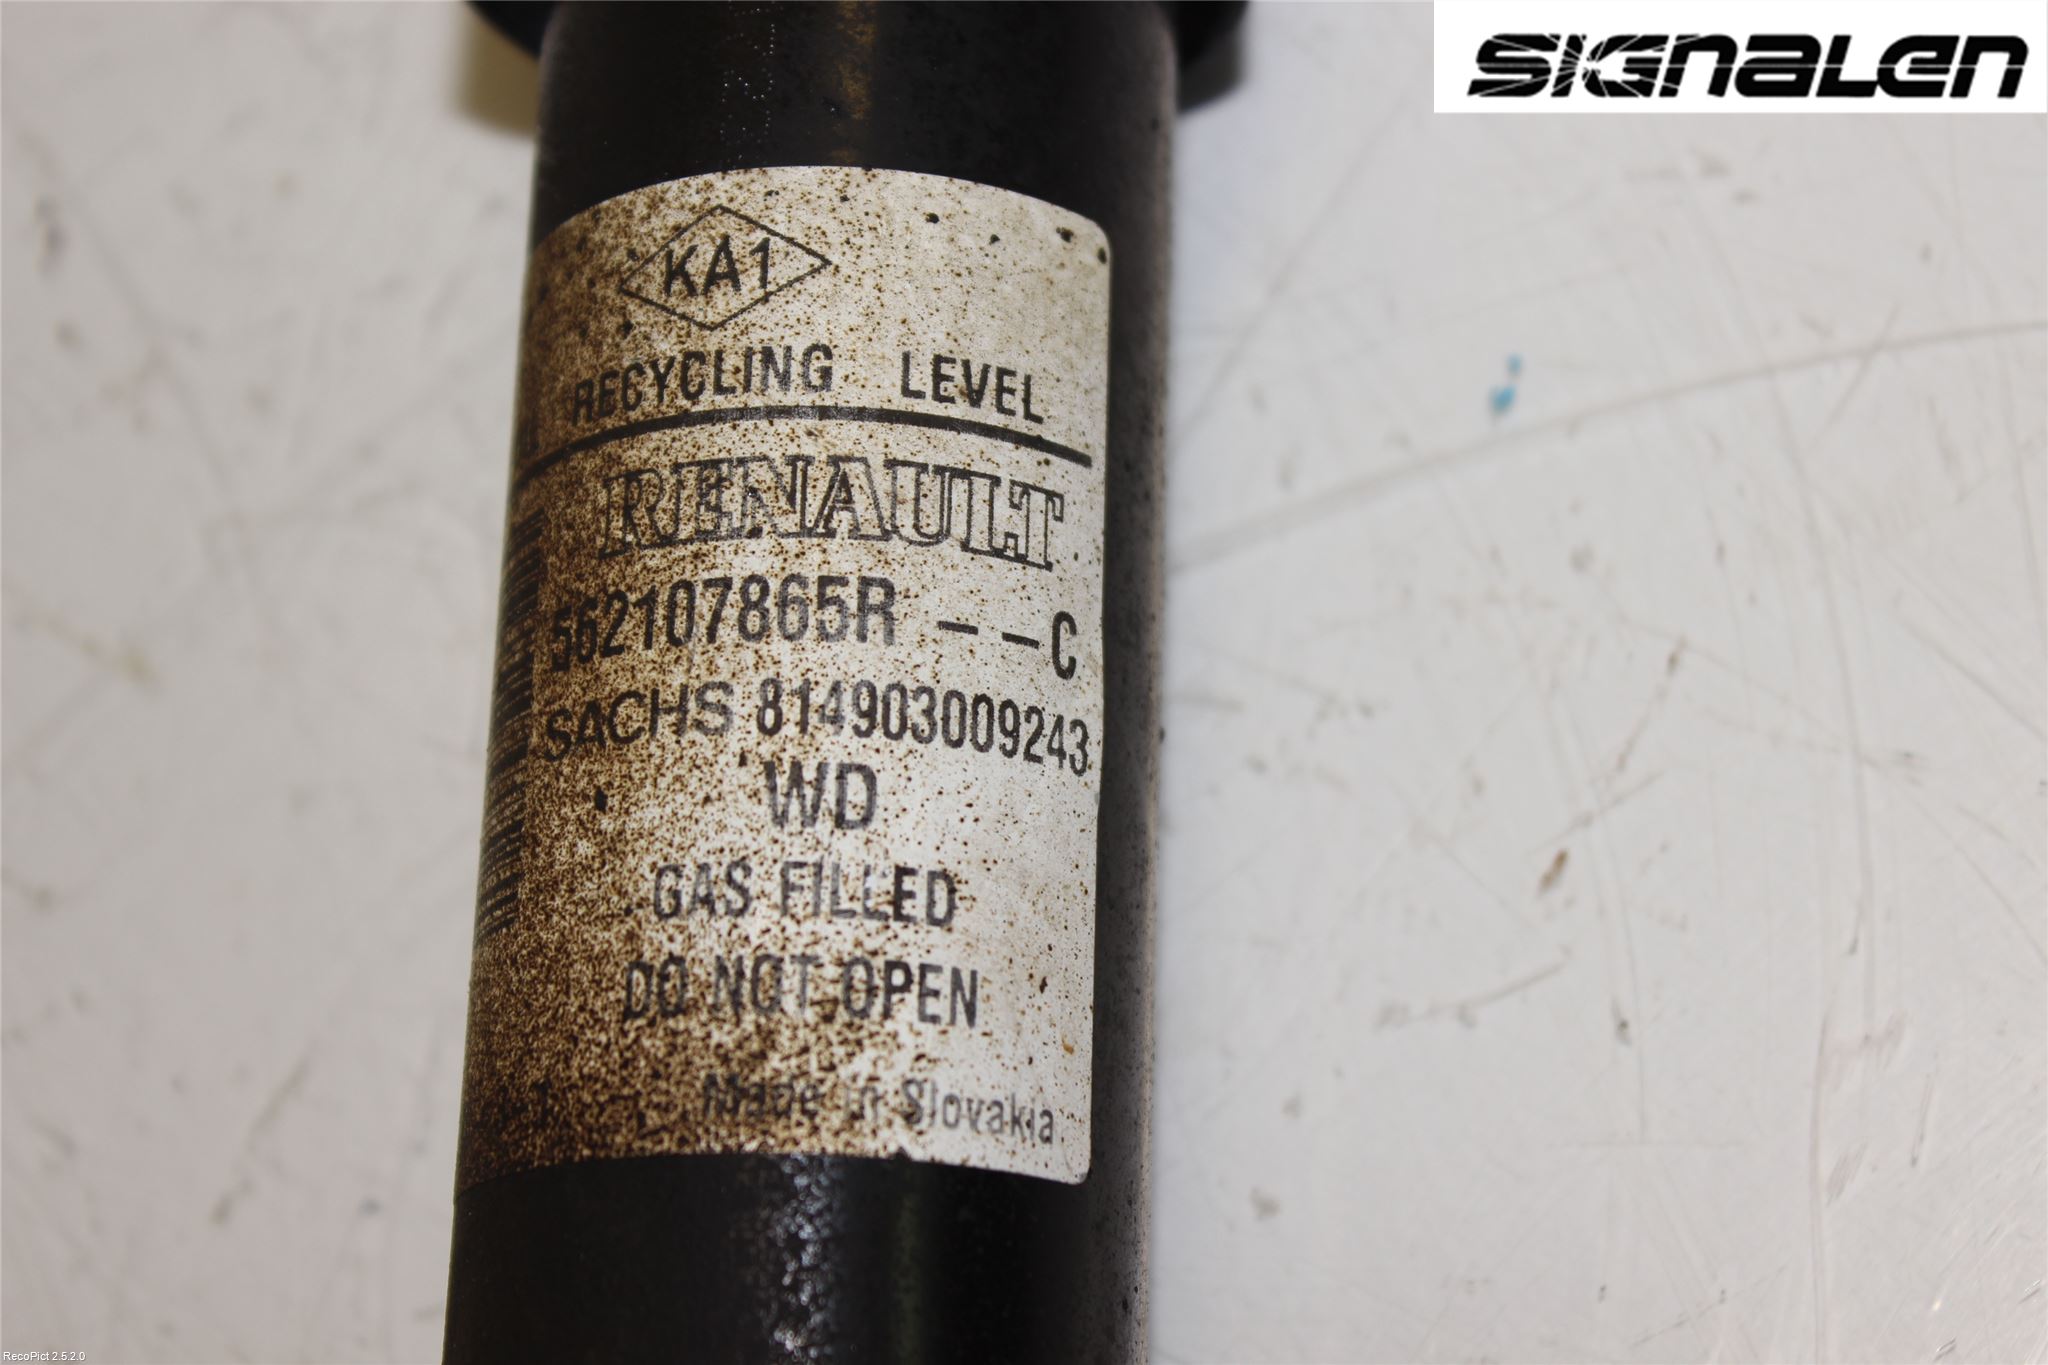 SIGNALEN
KA1
RECYCLING LEVEL
RENAULT
562107865R --C
SACHS 814903009243
WD
GAS FILLED
DO NOT OPEN
Made in Slovakia
RecoPict 2.5.2.0